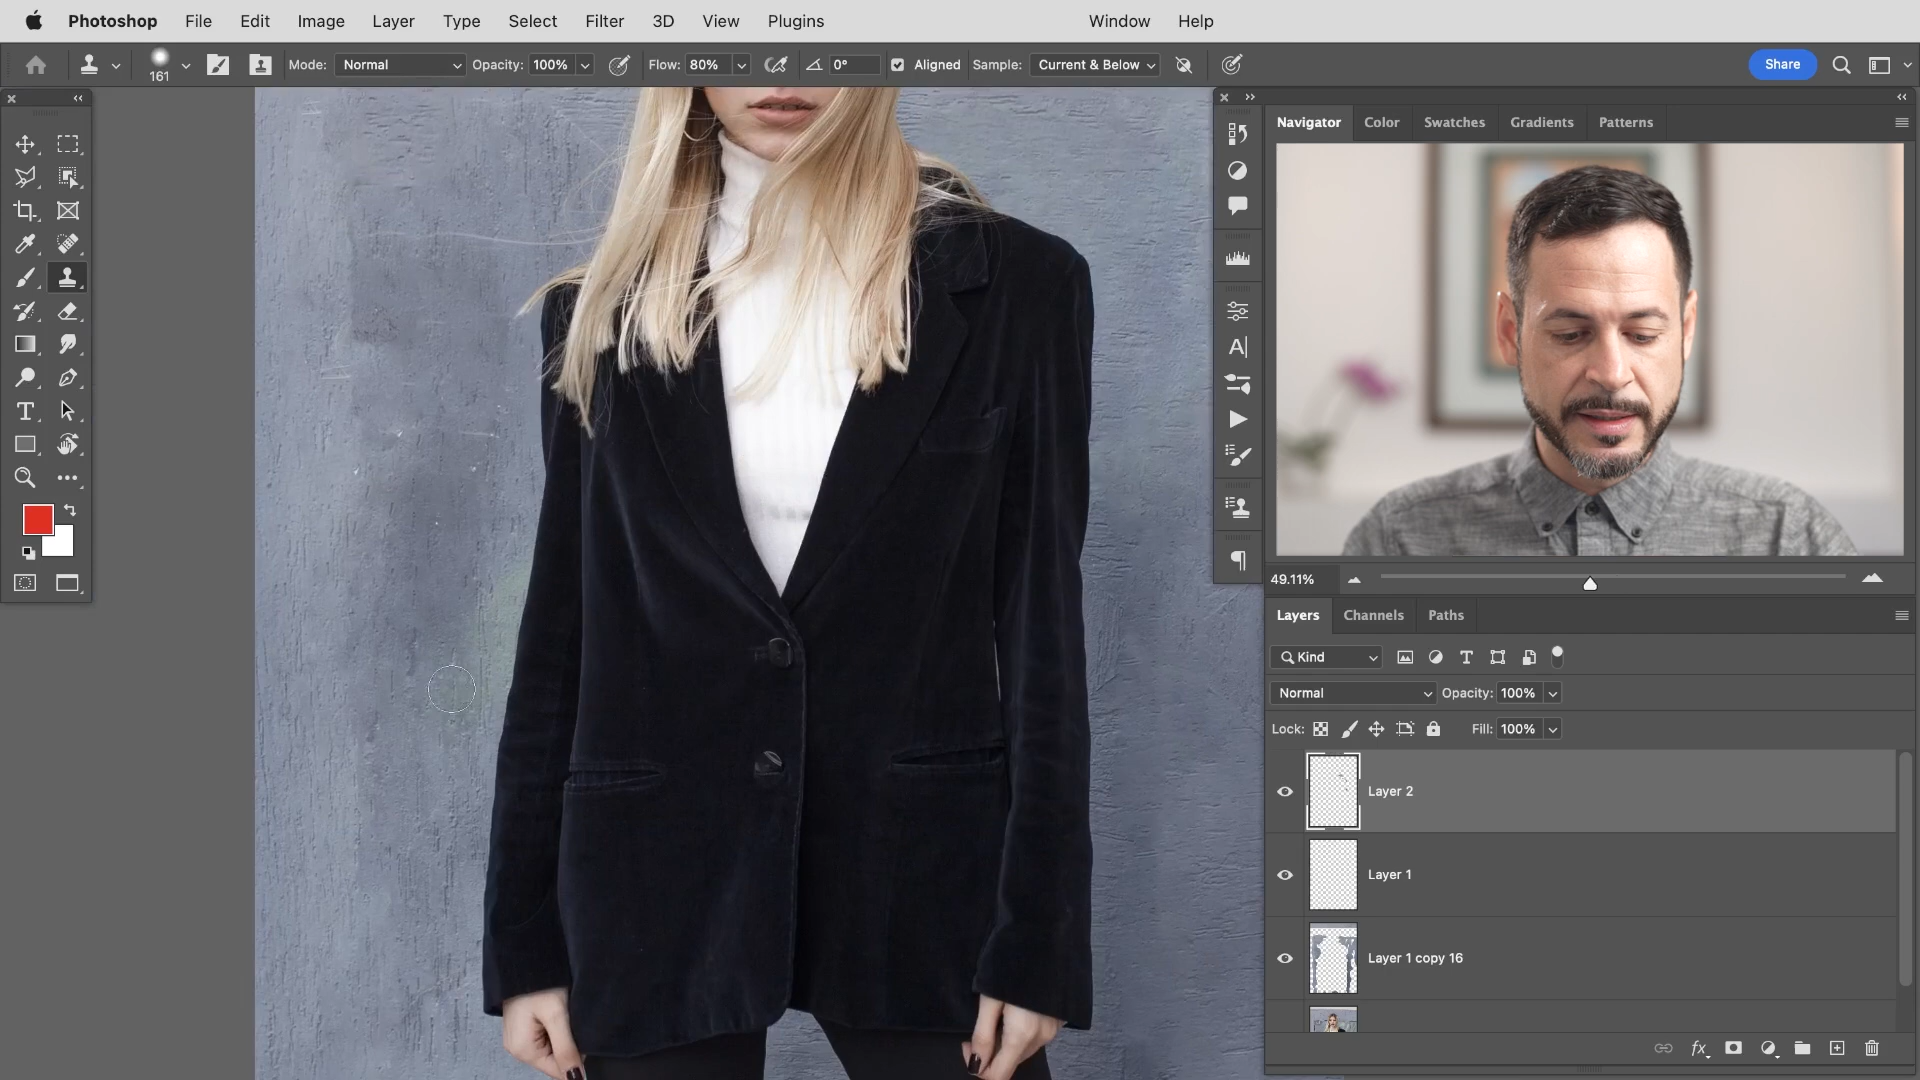 Photoshop File Edit Image Layer Type Select Filter 3D View Plugins Window Help
161 Mode: Normal Opacity: 100% Flow: 80% 0° Aligned Sample: Current & Below Share
Navigator Color Swatches Gradients Patterns
49.11%
Layers Channels Paths
Kind
Normal Opacity: 100%
Lock: Fill: 100%
Layer 2
Layer 1
Layer 1 copy 16
fx